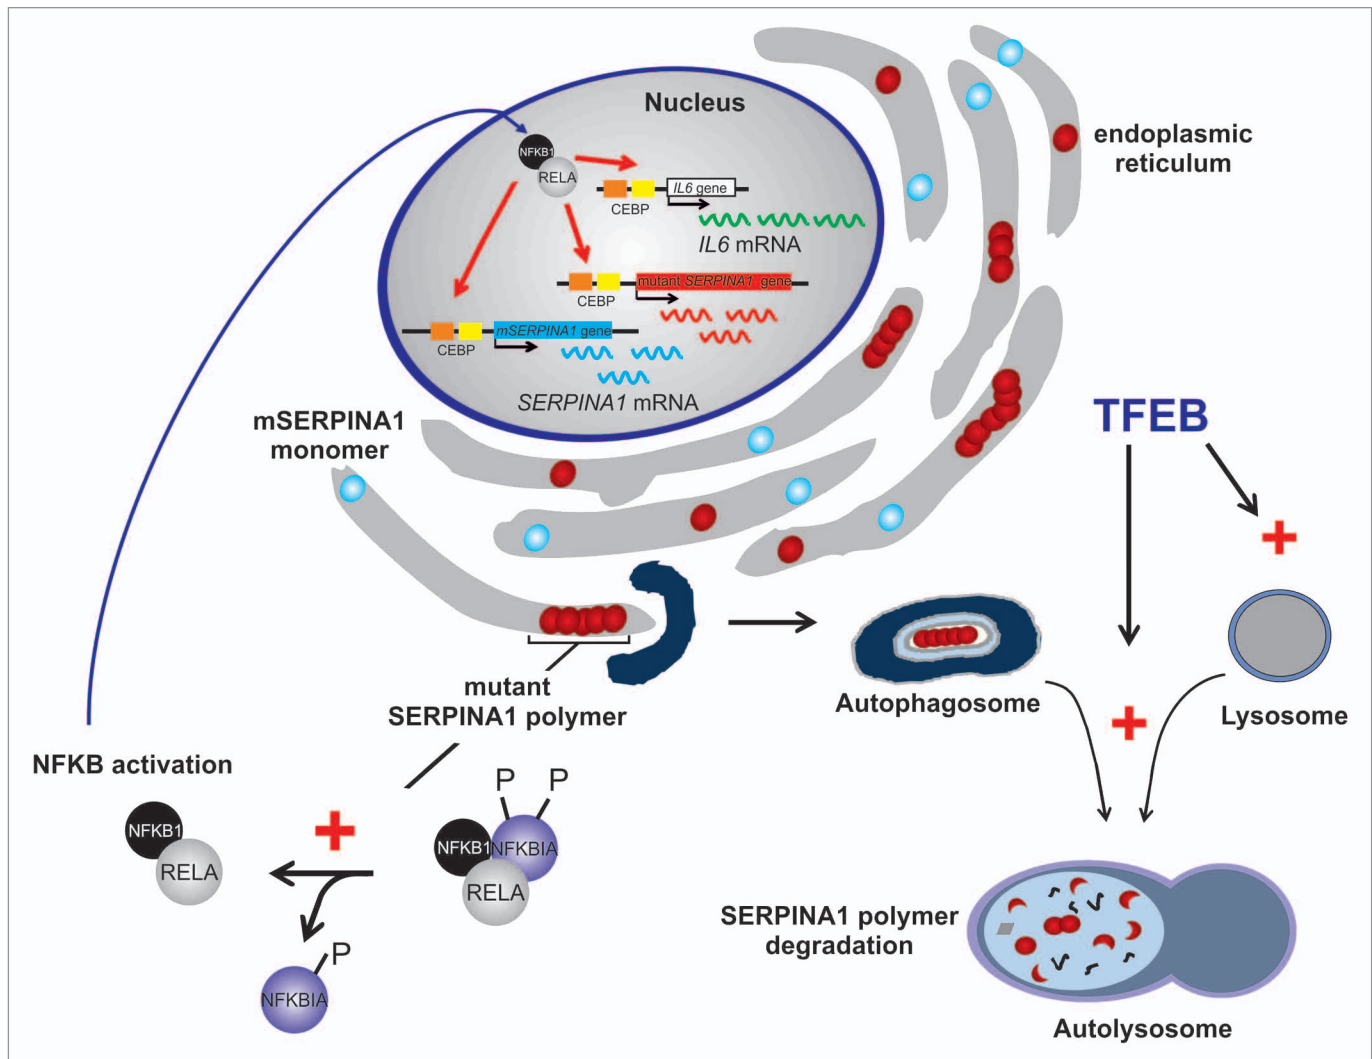 Nucleus
NFKB1
RELA
IL6 gene
CEBP
IL6 mRNA
mutant SERPINA1 gene
CEBP
mSERPINA1 gene
CEBP
SERPINA1 mRNA
endoplasmic
reticulum
mSERPINA1
monomer
TFEB
+
mutant
SERPINA1 polymer
Autophagosome
+
Lysosome
NFKB activation
P P
NFKB1
NFKBIA
RELA
+
NFKB1
RELA
P
NFKBIA
SERPINA1 polymer
degradation
Autolysosome